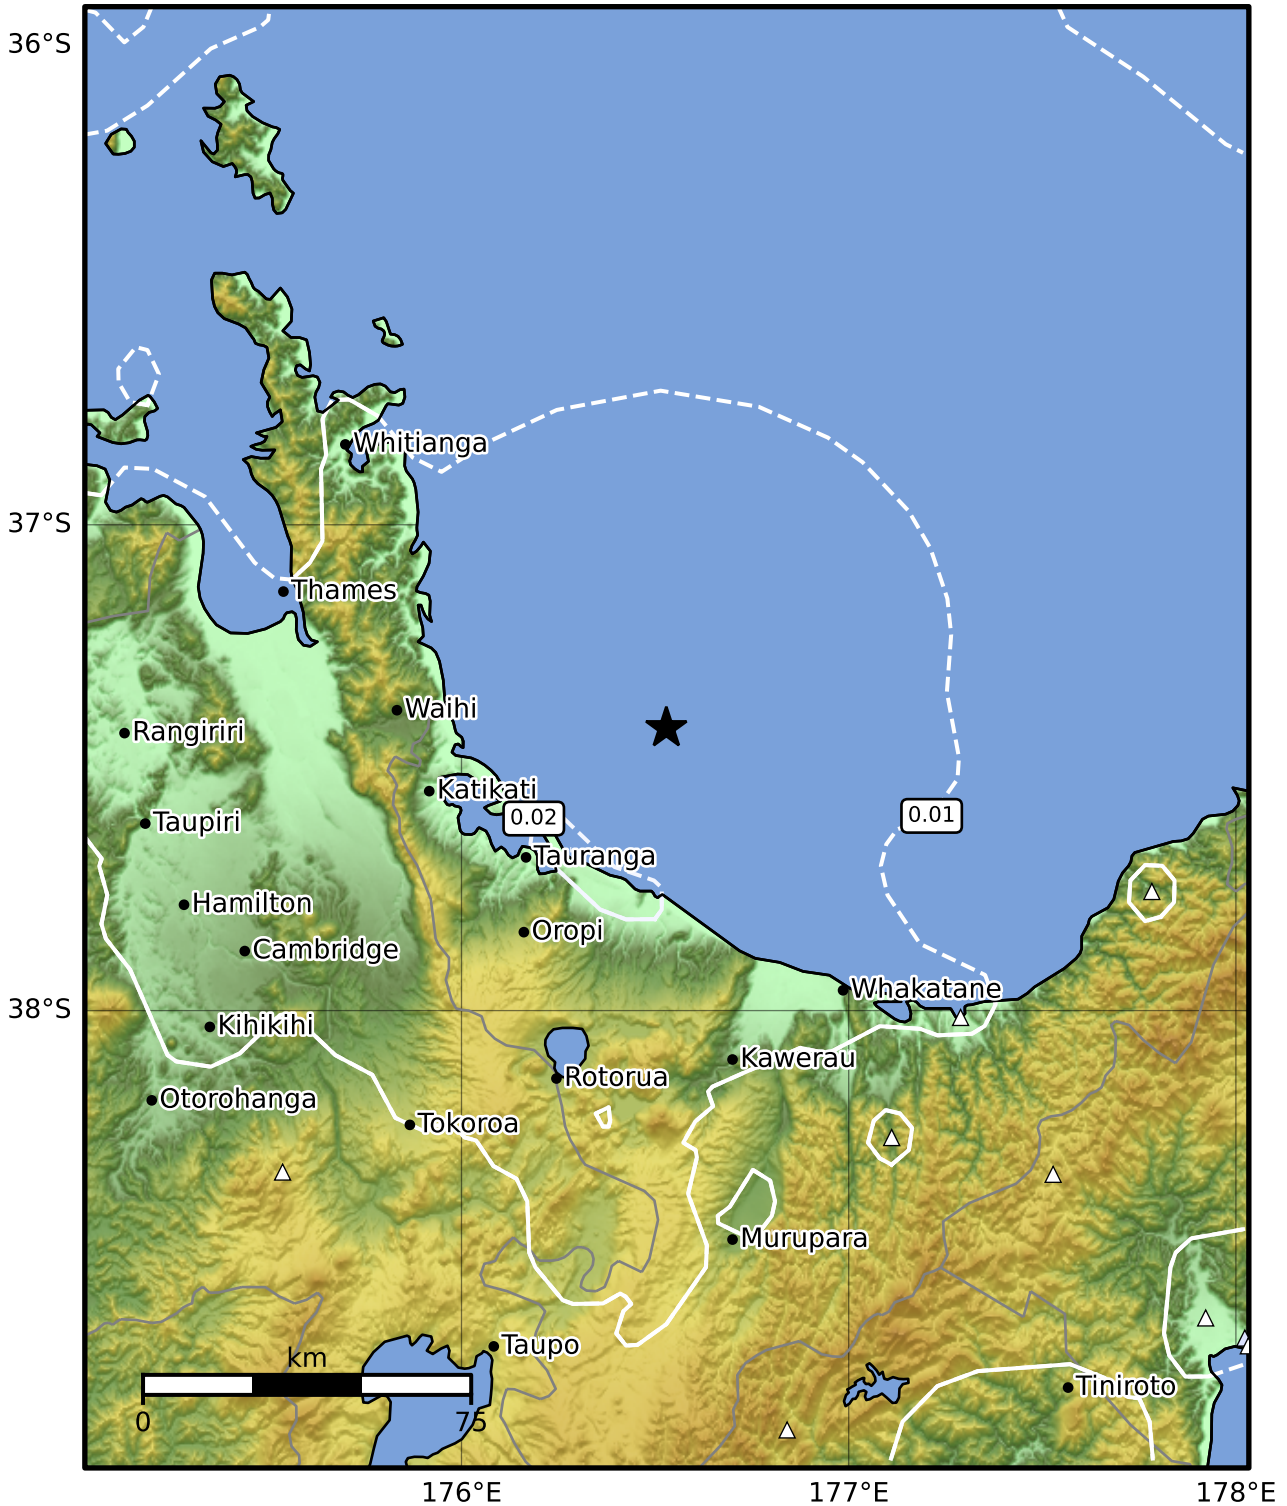 36°S
Whitianga
37°S
Thames
Waihi
Rangiriri
Katikati
0.02
0.01
Taupiri
Tauranga
Hamilton
Oropi
Cambridge
Whakatane
38°S
Kihikihi
Kawerau
Rotorua
Otorohanga
Tokoroa
Murupara
Taupo
km
Tiniroto
0
75
176°E
177°E
178°E